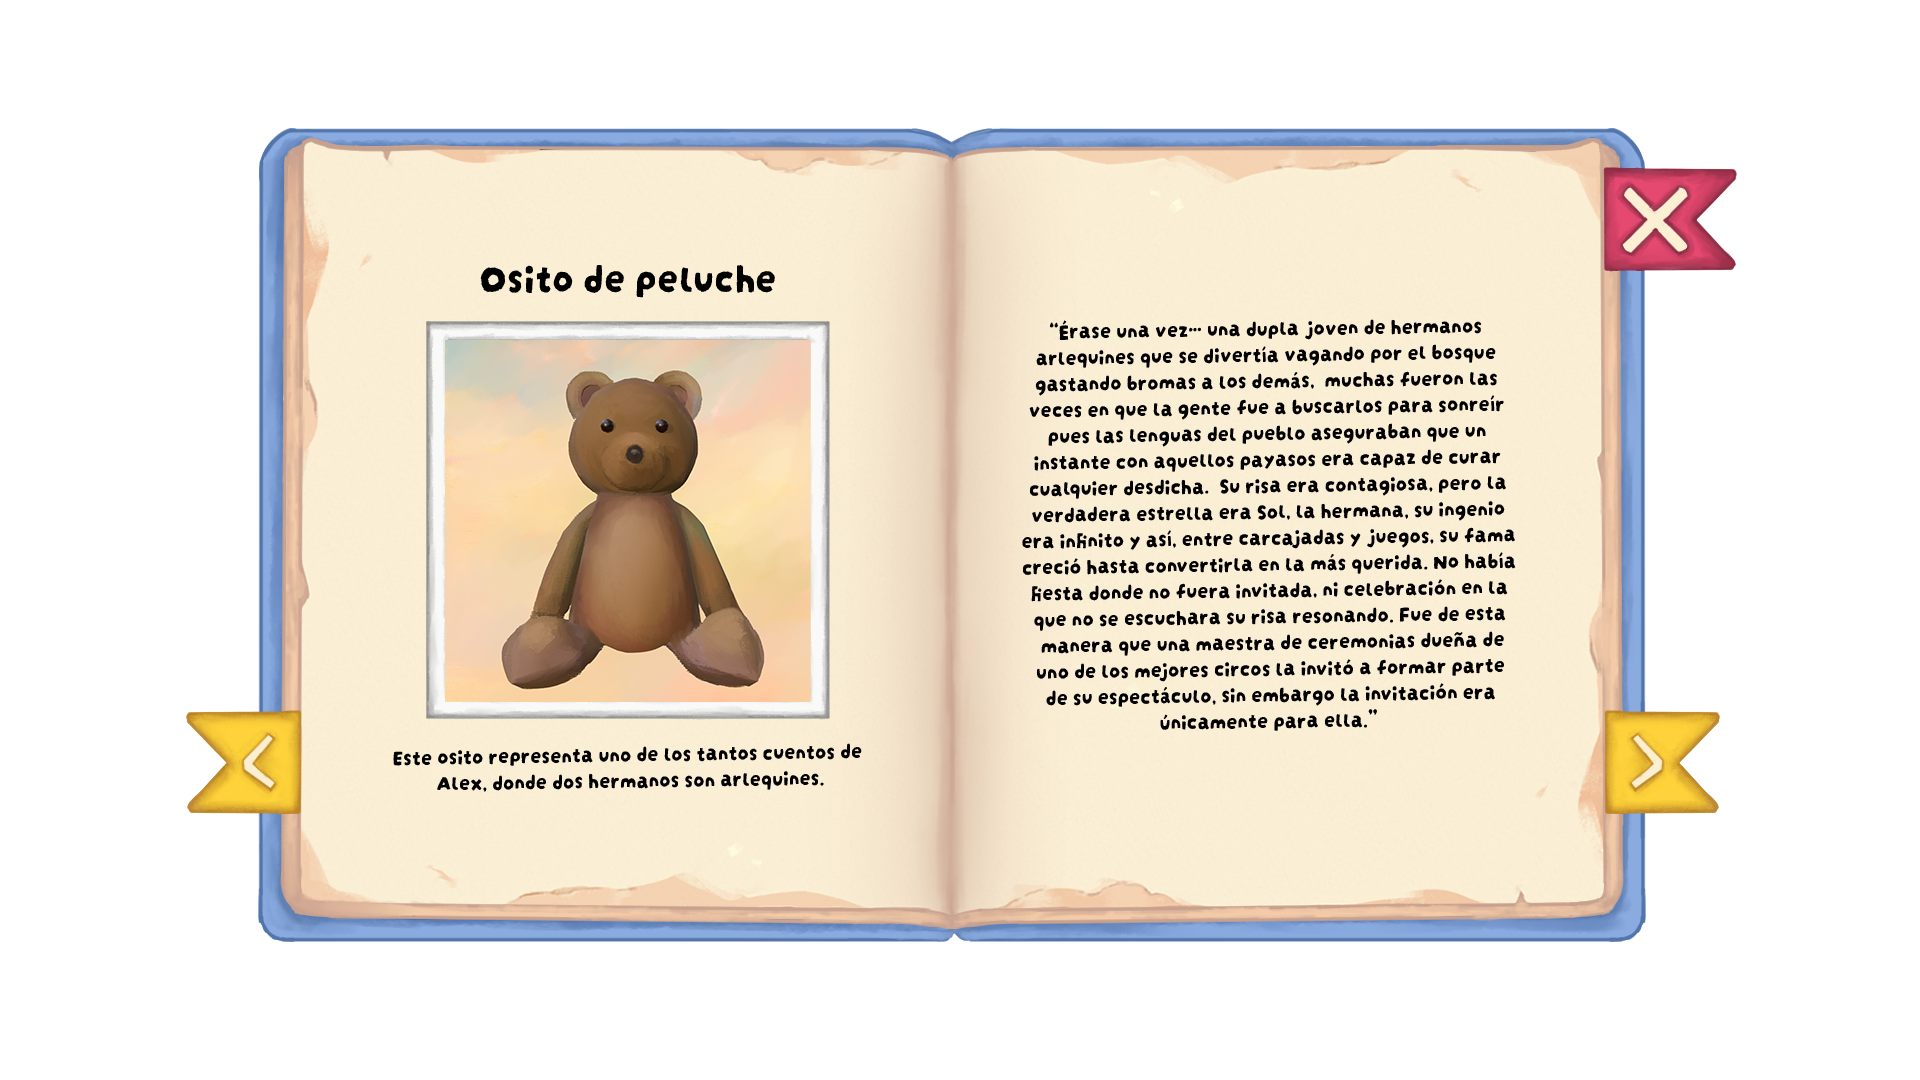 Osito de peluche
Este osito representa uno de los tantos cuentos de
Alex, donde dos hermanos son arlequines.
“Érase una vez... una dupla joven de hermanos
arlequines que se divertía vagando por el bosque
gastando bromas a los demás, muchas fueron las
veces en que la gente fue a buscarlos para sonreír
pues las lenguas del pueblo aseguraban que un
instante con aquellos payasos era capaz de curar
cualquier desdicha. Su risa era contagiosa, pero la
verdadera estrella era Sol, la hermana, su ingenio
era infinito y así, entre carcajadas y juegos, su fama
creció hasta convertirla en la más querida. No había
fiesta donde no fuera invitada, ni celebración en la
que no se escuchara su risa resonando. Fue de esta
manera que una maestra de ceremonias dueña de
uno de los mejores circos la invitó a formar parte
de su espectáculo, sin embargo la invitación era
únicamente para ella.”